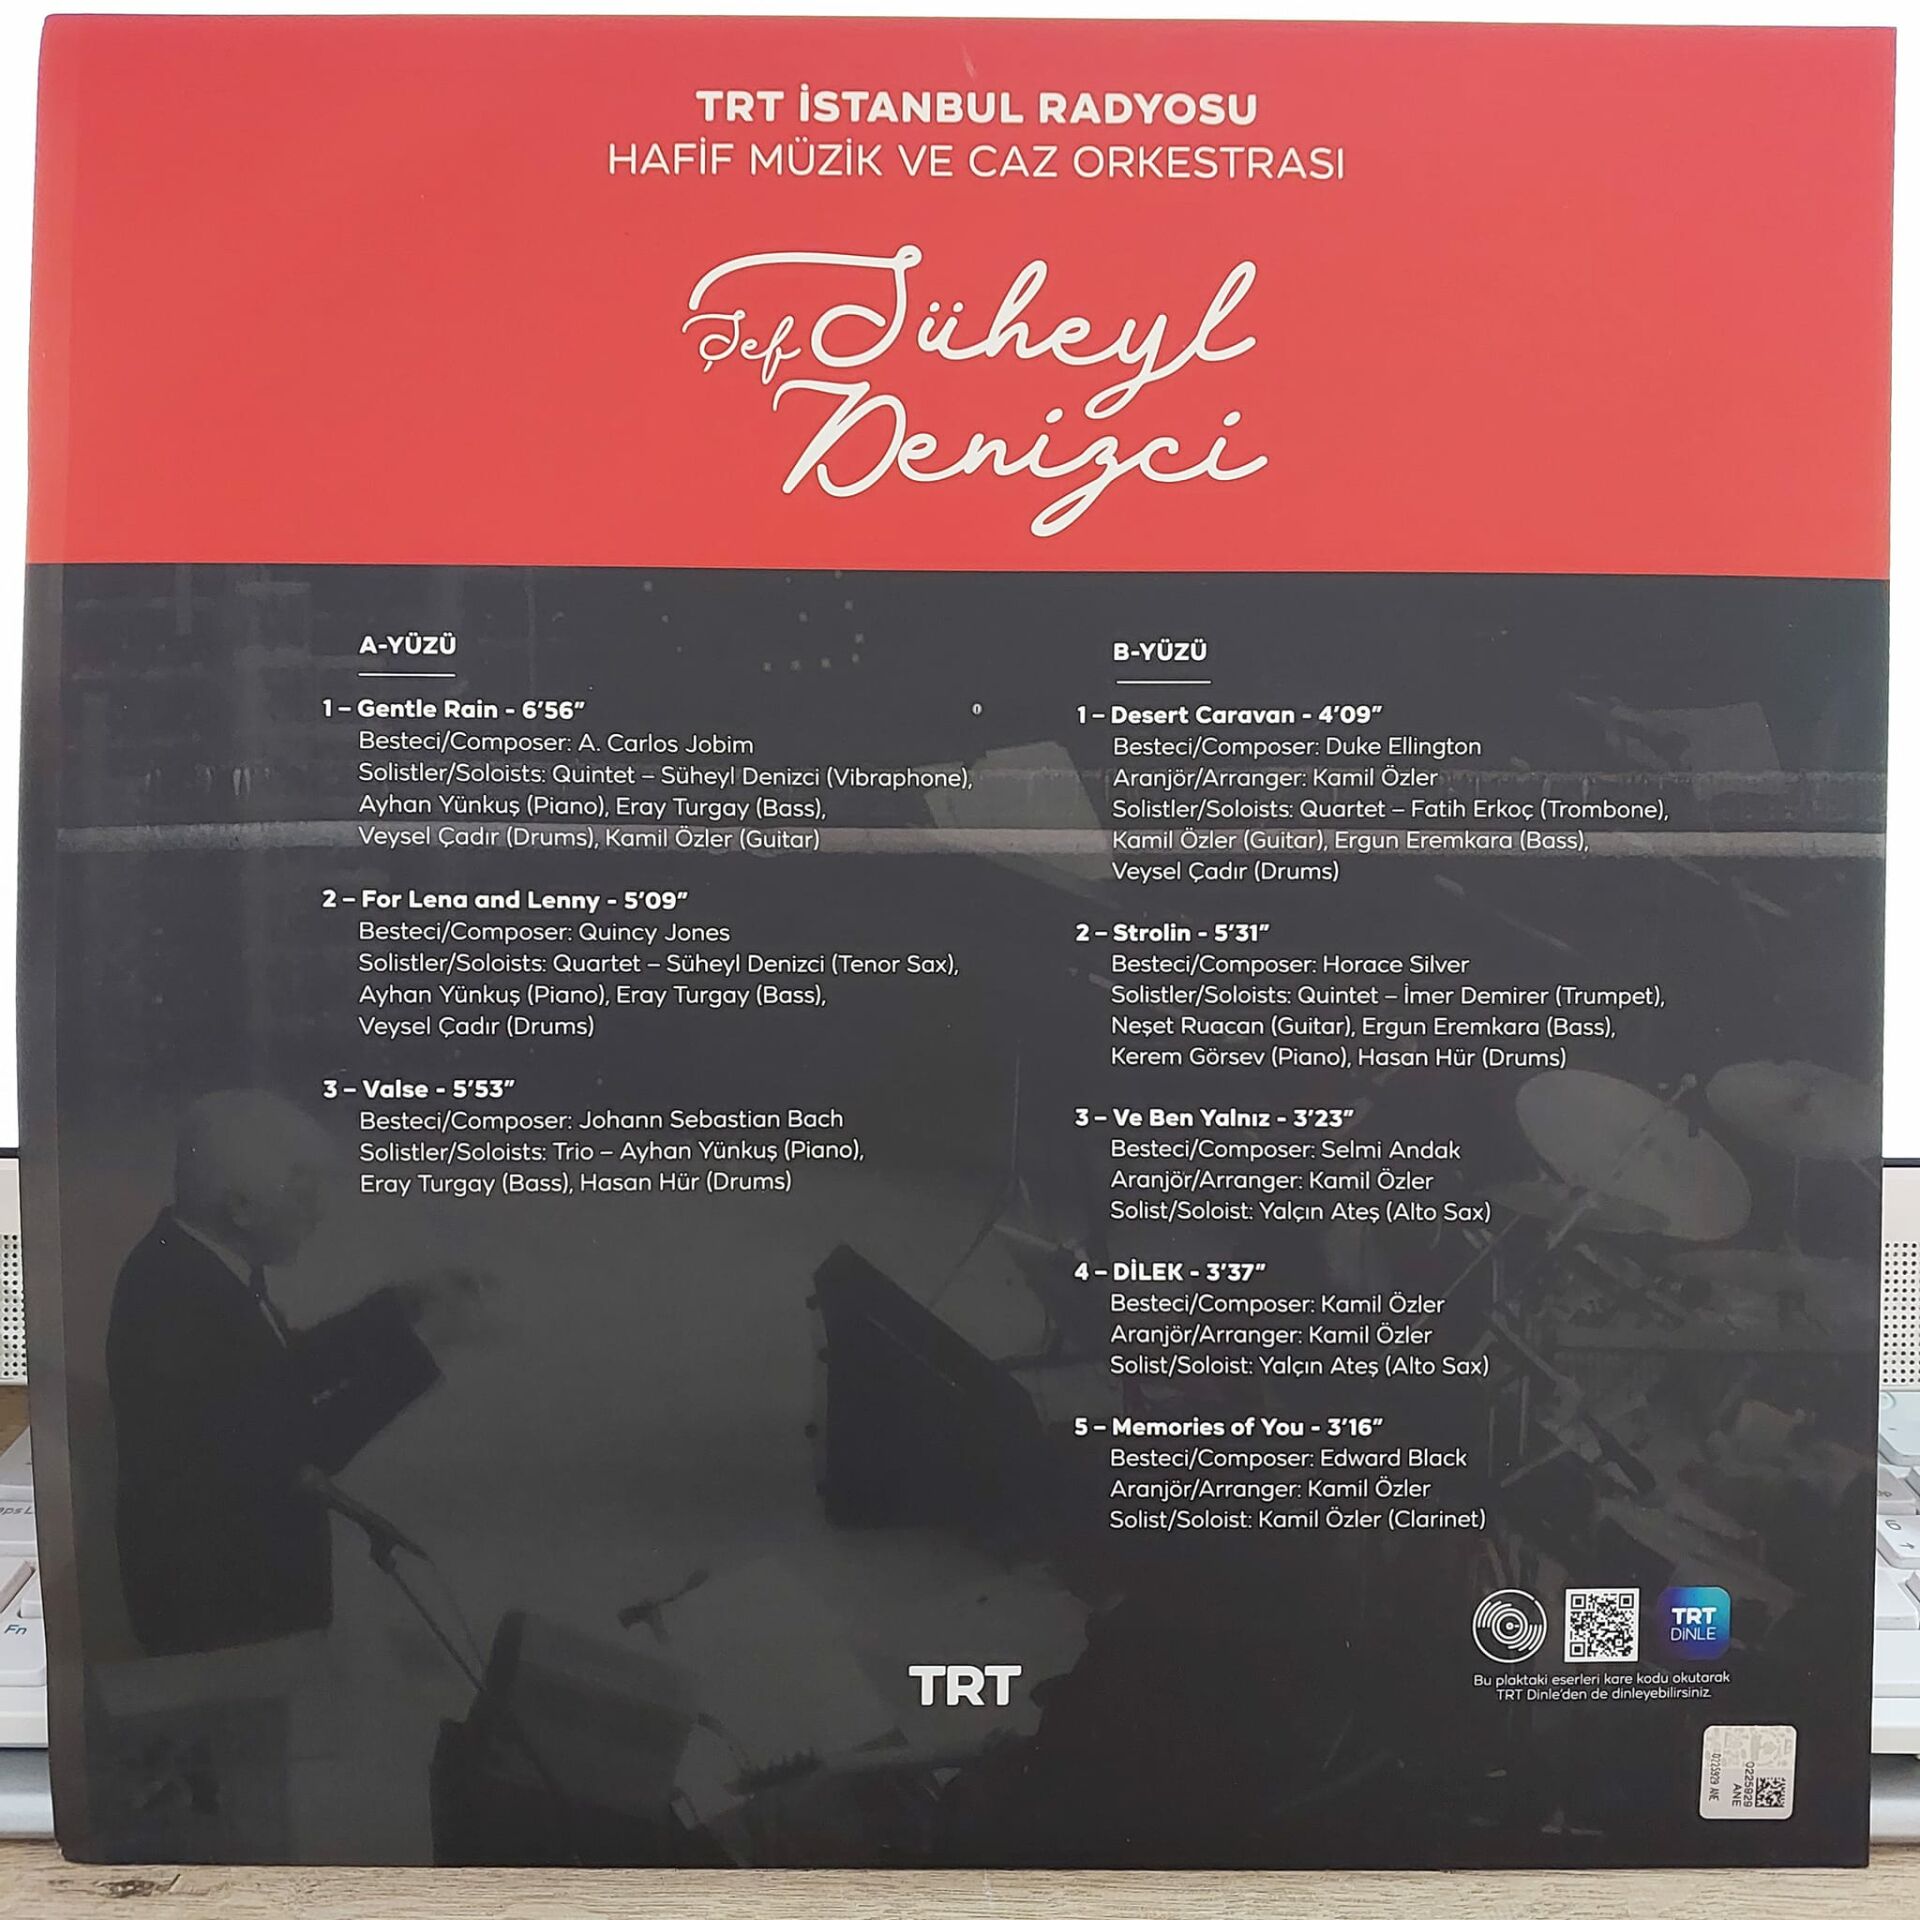 TRT İSTANBUL RADYOSU
HAFİF MÜZİK VE CAZ ORKESTRASI
Şef Süheyl
Denizci
A-YÜZÜ
1 – Gentle Rain - 6’56”
Besteci/Composer: A. Carlos Jobim
Solistler/Soloists: Quintet – Süheyl Denizci (Vibraphone),
Ayhan Yünkuş (Piano), Eray Turgay (Bass),
Veysel Çadır (Drums), Kamil Özler (Guitar)
2 – For Lena and Lenny - 5’09”
Besteci/Composer: Quincy Jones
Solistler/Soloists: Quartet – Süheyl Denizci (Tenor Sax),
Ayhan Yünkuş (Piano), Eray Turgay (Bass),
Veysel Çadır (Drums)
3 – Valse - 5’53”
Besteci/Composer: Johann Sebastian Bach
Solistler/Soloists: Trio – Ayhan Yünkuş (Piano),
Eray Turgay (Bass), Hasan Hür (Drums)
B-YÜZÜ
1 – Desert Caravan - 4’09”
Besteci/Composer: Duke Ellington
Aranjör/Arranger: Kamil Özler
Solistler/Soloists: Quartet – Fatih Erkoç (Trombone),
Kamil Özler (Guitar), Ergun Eremkara (Bass),
Veysel Çadır (Drums)
2 – Strolin - 5’31”
Besteci/Composer: Horace Silver
Solistler/Soloists: Quintet – İmer Demirer (Trumpet),
Neşet Ruacan (Guitar), Ergun Eremkara (Bass),
Kerem Görsev (Piano), Hasan Hür (Drums)
3 – Ve Ben Yalnız - 3’23”
Besteci/Composer: Selmi Andak
Aranjör/Arranger: Kamil Özler
Solist/Soloist: Yalçın Ateş (Alto Sax)
4 – DİLEK - 3’37”
Besteci/Composer: Kamil Özler
Aranjör/Arranger: Kamil Özler
Solist/Soloist: Yalçın Ateş (Alto Sax)
5 – Memories of You - 3’16”
Besteci/Composer: Edward Black
Aranjör/Arranger: Kamil Özler
Solist/Soloist: Kamil Özler (Clarinet)
TRT
DİNLE
TRT
Bu plaktaki eserleri kare kodu okutarak
TRT Dinle’den de dinleyebilirsiniz.
0225929 ANE
0225929
ANE
Fn
6